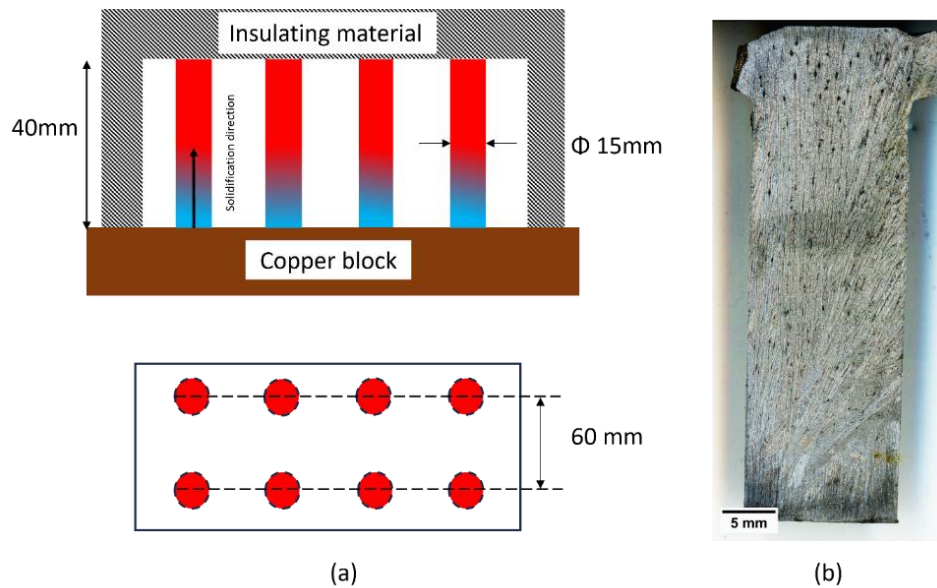 Insulating material
40mm
Solidification direction
Φ 15mm
Copper block
60 mm
5 mm
(a)
(b)